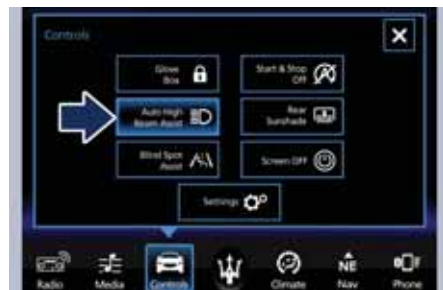 Controls
Glove
Box
Start & Stop
Off
Auto High
Beam Assist
Rear
Sunshade
Blind Spot
Assist
Screen OFF
Settings
Radio
Media
Controls
Climate
NE
Nav
Phone